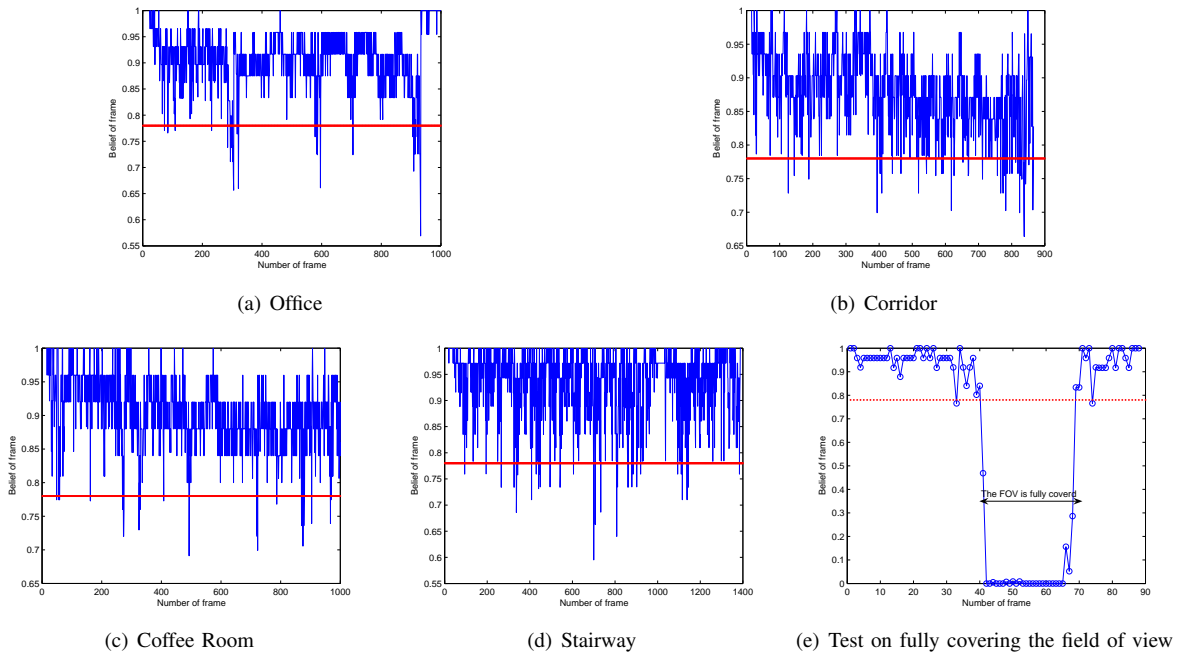 1
0.95
0.9
0.85
0.8
0.75
0.7
0.65
0.6
0.55
Belief of frame
0 200 400 600 800 1000
Number of frame
(a) Office
1
0.95
0.9
0.85
0.8
0.75
0.7
0.65
Belief of frame
0 100 200 300 400 500 600 700 800 900
Number of frame
(b) Corridor
1
0.95
0.9
0.85
0.8
0.75
0.7
0.65
Belief of frame
0 200 400 600 800 1000
Number of frame
(c) Coffee Room
1
0.95
0.9
0.85
0.8
0.75
0.7
0.65
0.6
0.55
Belief of frame
0 200 400 600 800 1000 1200 1400
Number of frame
(d) Stairway
1
0.9
0.8
0.7
0.6
0.5
0.4
0.3
0.2
0.1
0
Belief of frame
The FOV is fully coverd
0 10 20 30 40 50 60 70 80 90
Number of frame
(e) Test on fully covering the field of view